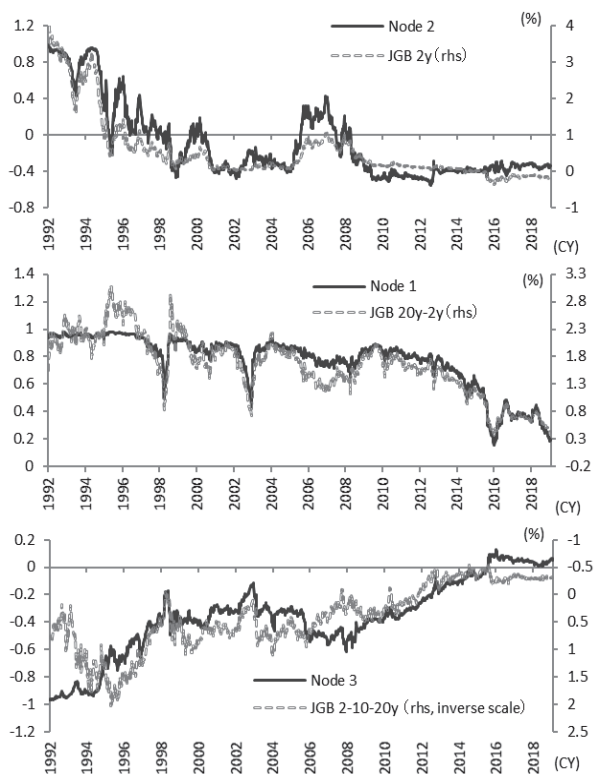 1.2 (%) 4
Node 2
JGB 2y (rhs)
0.8 3
0.4 2
0 1
-0.4 0
-0.8 -1
1992 1994 1996 1998 2000 2002 2004 2006 2008 2010 2012 2014 2016 2018 (CY)
1.4 (%) 3.3
Node 1
1.2 2.8
JGB 20y-2y (rhs)
1 2.3
0.8 1.8
0.6 1.3
0.4 0.8
0.2 0.3
0 -0.2
1992 1994 1996 1998 2000 2002 2004 2006 2008 2010 2012 2014 2016 2018 (CY)
0.2 (%) -1
0 -0.5
-0.2 0
-0.4 0.5
-0.6 1
-0.8 1.5
Node 3
-1 2
JGB 2-10-20y (rhs, inverse scale)
-1.2 2.5
1992 1994 1996 1998 2000 2002 2004 2006 2008 2010 2012 2014 2016 2018 (CY)